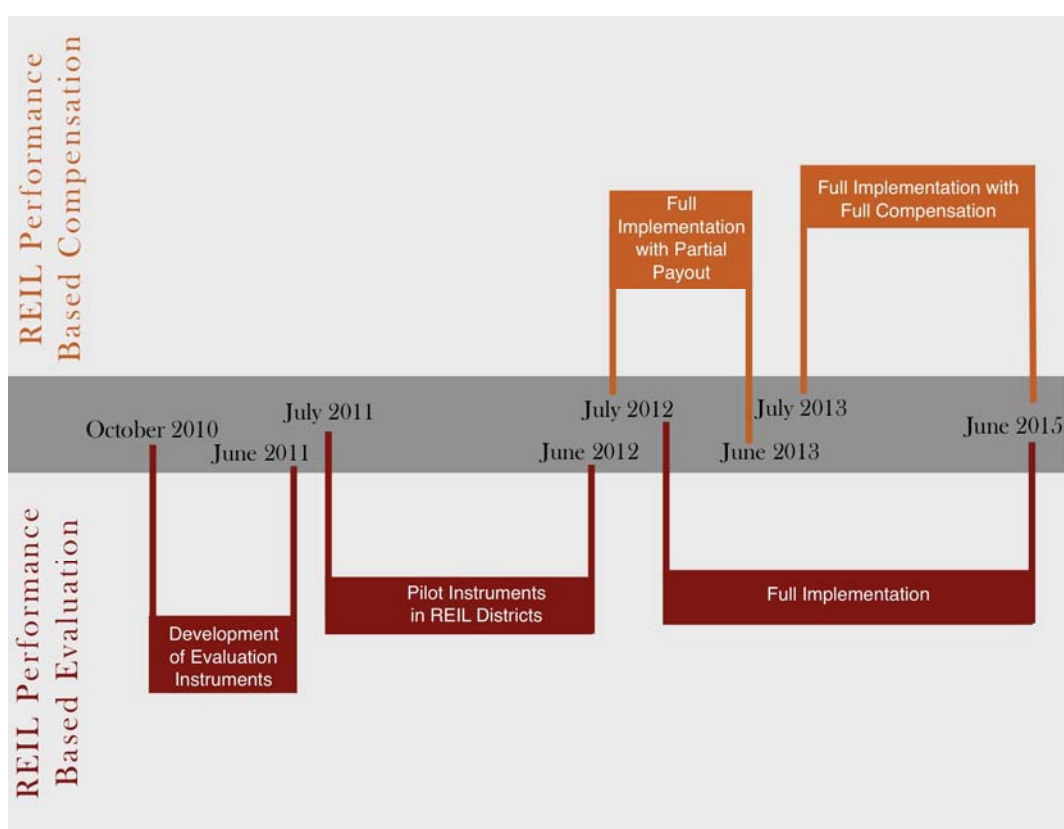 REIL Performance
Based Compensation
Full
Implementation
with Partial
Payout
Full Implementation with
Full Compensation
October 2010
June 2011
July 2011
June 2012
July 2012
June 2013
July 2013
June 2015
REIL Performance
Based Evaluation
Development
of Evaluation
Instruments
Pilot Instruments
in REIL Districts
Full Implementation